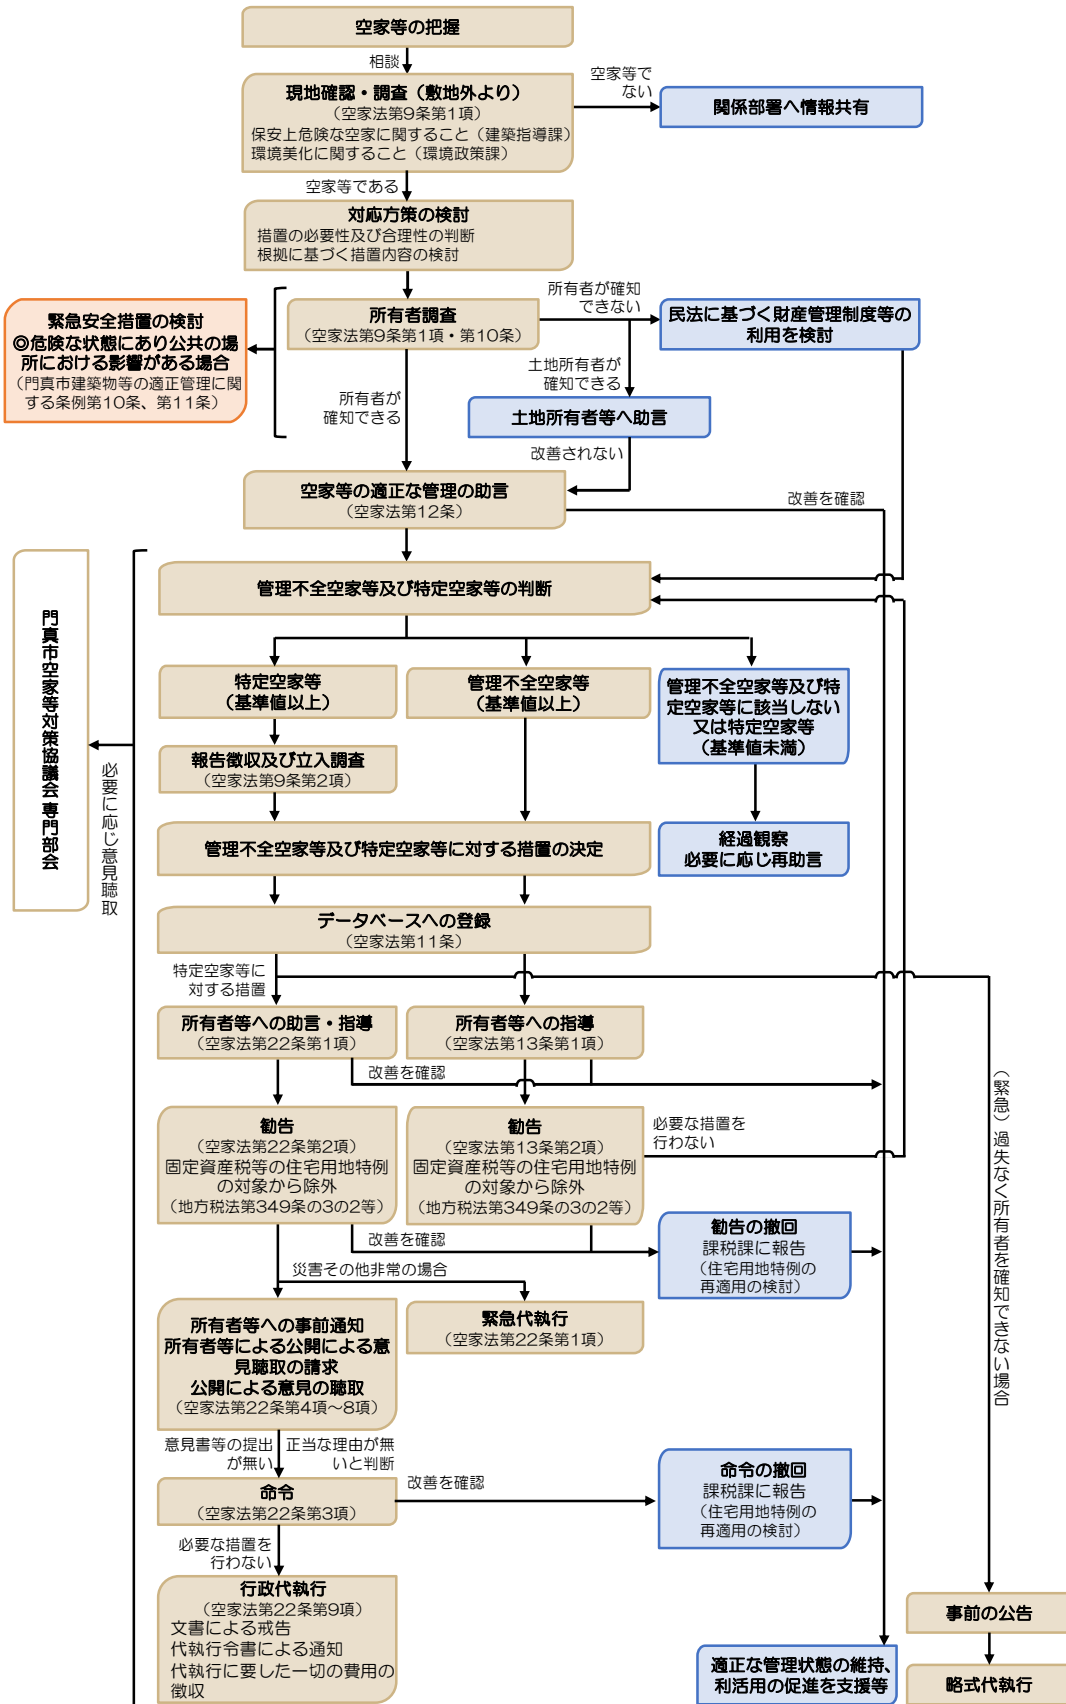 空家等の把握
相談
現地確認・調査（敷地外より）
（空家法第9条第1項）
保安上危険な空家に関すること（建築指導課）
環境美化に関すること（環境政策課）
空家等で
ない
関係部署へ情報共有
空家等である
対応方策の検討
措置の必要性及び合理性の判断
根拠に基づく措置内容の検討
緊急安全措置の検討
◎危険な状態にあり公共の場
所における影響がある場合
（門真市建築物等の適正管理に関
する条例第10条、第11条）
所有者調査
（空家法第9条第1項・第10条）
所有者が確知
できない
民法に基づく財産管理制度等の
利用を検討
土地所有者が
確知できる
所有者が
確知できる
土地所有者等へ助言
改善されない
空家等の適正な管理の助言
（空家法第12条）
改善を確認
管理不全空家等及び特定空家等の判断
門真市空家等対策協議会 専門部会
必要に応じ意見聴取
特定空家等
（基準値以上）
管理不全空家等
（基準値以上）
管理不全空家等及び特
定空家等に該当しない
又は特定空家等
（基準値未満）
報告徴収及び立入調査
（空家法第9条第2項）
管理不全空家等及び特定空家等に対する措置の決定
経過観察
必要に応じ再助言
データベースへの登録
（空家法第11条）
特定空家等に
対する措置
所有者等への助言・指導
（空家法第22条第1項）
所有者等への指導
（空家法第13条第1項）
改善を確認
（緊急）過失なく所有者を確知できない場合
勧告
（空家法第22条第2項）
固定資産税等の住宅用地特例
の対象から除外
（地方税法第349条の3の2等）
勧告
（空家法第13条第2項）
固定資産税等の住宅用地特例
の対象から除外
（地方税法第349条の3の2等）
必要な措置を
行わない
改善を確認
勧告の撤回
課税課に報告
（住宅用地特例の
再適用の検討）
災害その他非常の場合
緊急代執行
（空家法第22条第1項）
所有者等への事前通知
所有者等による公開による意
見聴取の請求
公開による意見の聴取
（空家法第22条第4項～8項）
意見書等の提出
が無い
正当な理由が無
いと判断
命令
（空家法第22条第3項）
改善を確認
命令の撤回
課税課に報告
（住宅用地特例の
再適用の検討）
必要な措置を
行わない
行政代執行
（空家法第22条第9項）
文書による戒告
代執行令書による通知
代執行に要した一切の費用の
徴収
適正な管理状態の維持、
利活用の促進を支援等
事前の公告
略式代執行